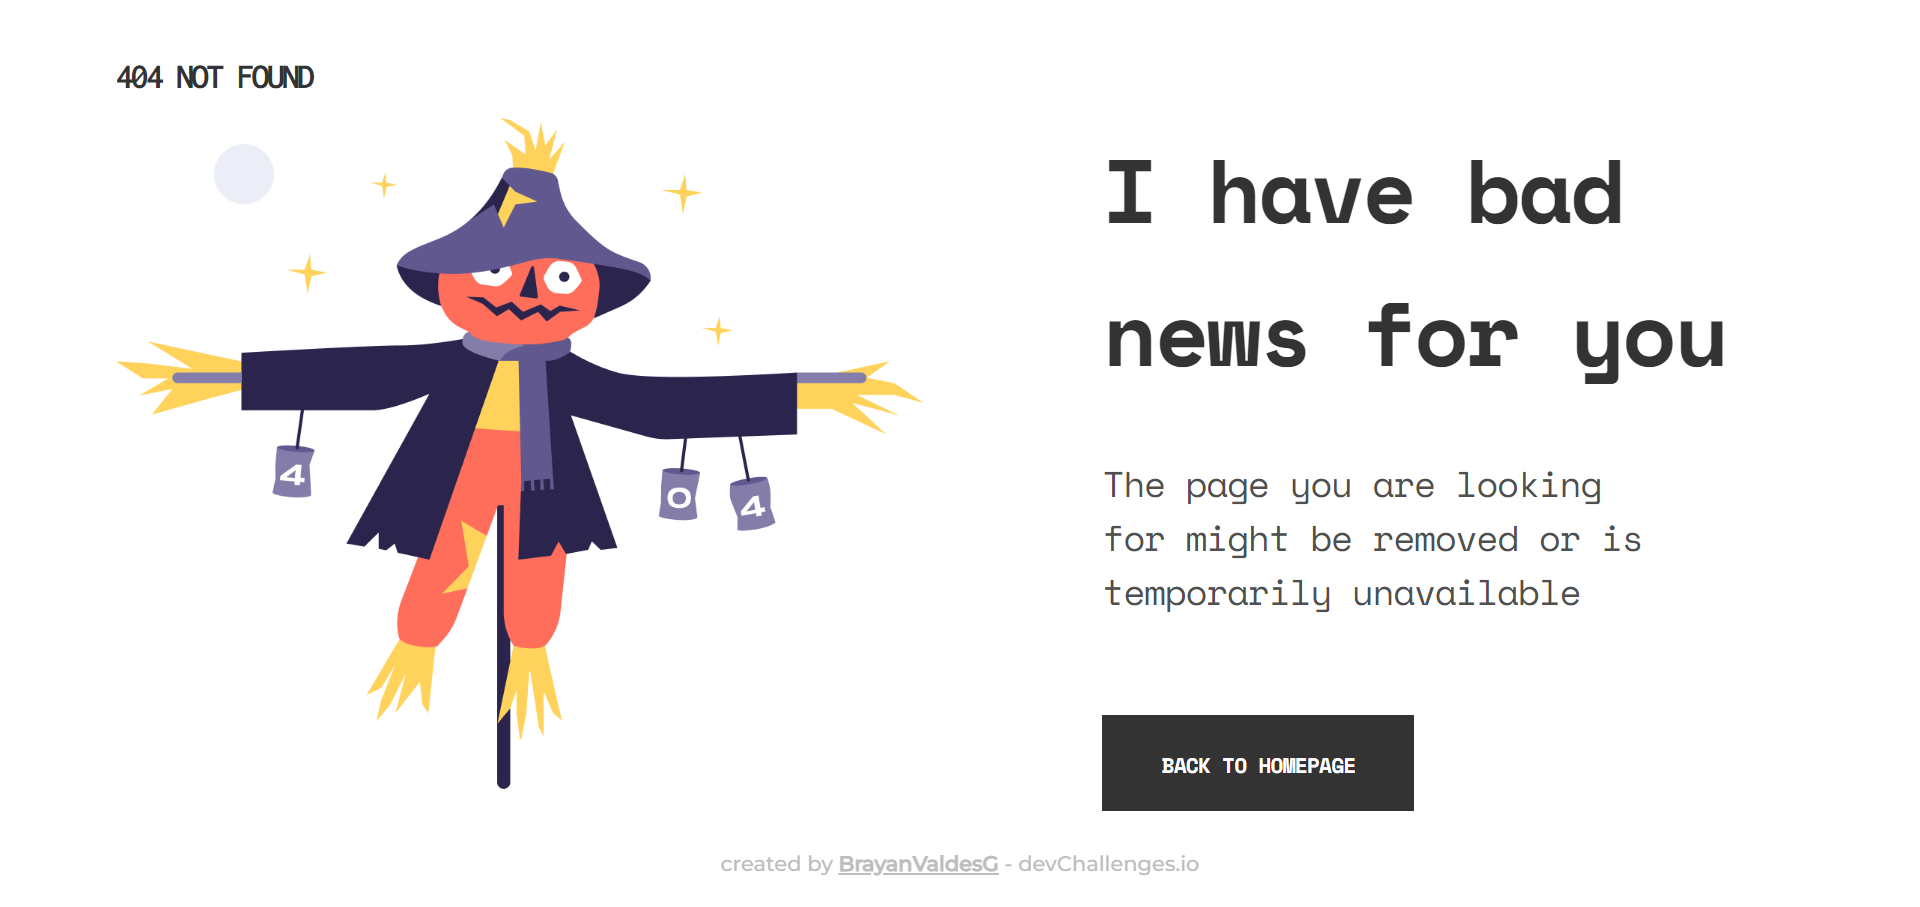 404 NOT FOUND
I have bad
news for you
4
0
4
The page you are looking
for might be removed or is
temporarily unavailable
BACK TO HOMEPAGE
created by BrayanValdesG - devChallenges.io